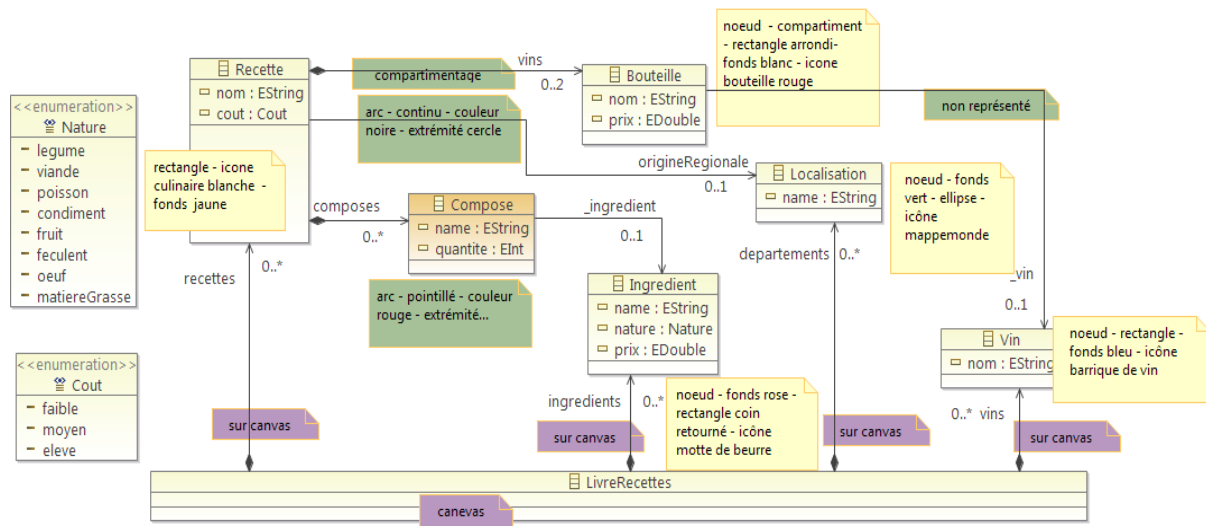 <<enumeration>>
Nature
legume
viande
poisson
condiment
fruit
feculent
oeuf
matiereGrasse
<<enumeration>>
Cout
faible
moyen
eleve
Recette
nom : EString
cout : Cout
rectangle - icone
culinaire blanche -
fonds jaune
vins
0..2
compartimentage
arc - continu - couleur
noire - extrémité cercle
Bouteille
nom : EString
prix : EDouble
noeud - compartiment
- rectangle arrondi-
fonds blanc - icone
bouteille rouge
non représenté
origineRegionale
0..1
Localisation
name : EString
noeud - fonds
vert - ellipse -
icône
mappemonde
composes
0..*
Compose
name : EString
quantite : EInt
_ingredient
0..1
arc - pointillé - couleur
rouge - extrémité...
recettes
0..*
departements
0..*
Ingredient
name : EString
nature : Nature
prix : EDouble
_vin
0..1
Vin
nom : EString
noeud - rectangle -
fonds bleu - icône
barrique de vin
ingredients
0..*
noeud - fonds rose -
rectangle coin
retourné - icône
motte de beurre
0..* vins
sur canvas
sur canvas
sur canvas
sur canvas
LivreRecettes
canevas